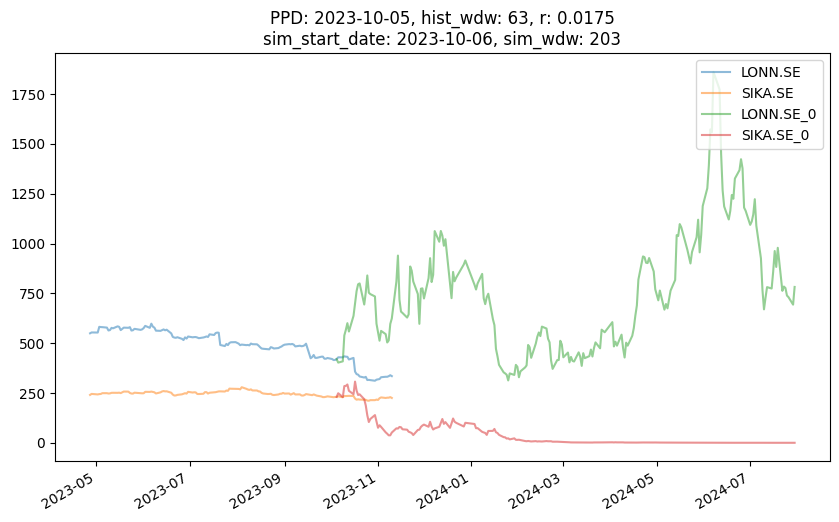 PPD: 2023-10-05, hist_wdw: 63, r: 0.0175
sim_start_date: 2023-10-06, sim_wdw: 203
LONN.SE
SIKA.SE
LONN.SE_0
SIKA.SE_0
1750
1500
1250
1000
750
500
250
0
2023-05
2023-07
2023-09
2023-11
2024-01
2024-03
2024-05
2024-07